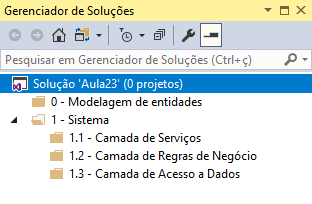 Gerenciador de Soluções
Pesquisar em Gerenciador de Soluções (Ctrl+ç)
Solução 'Aula23' (0 projetos)
0 - Modelagem de entidades
1 - Sistema
1.1 - Camada de Serviços
1.2 - Camada de Regras de Negócio
1.3 - Camada de Acesso a Dados